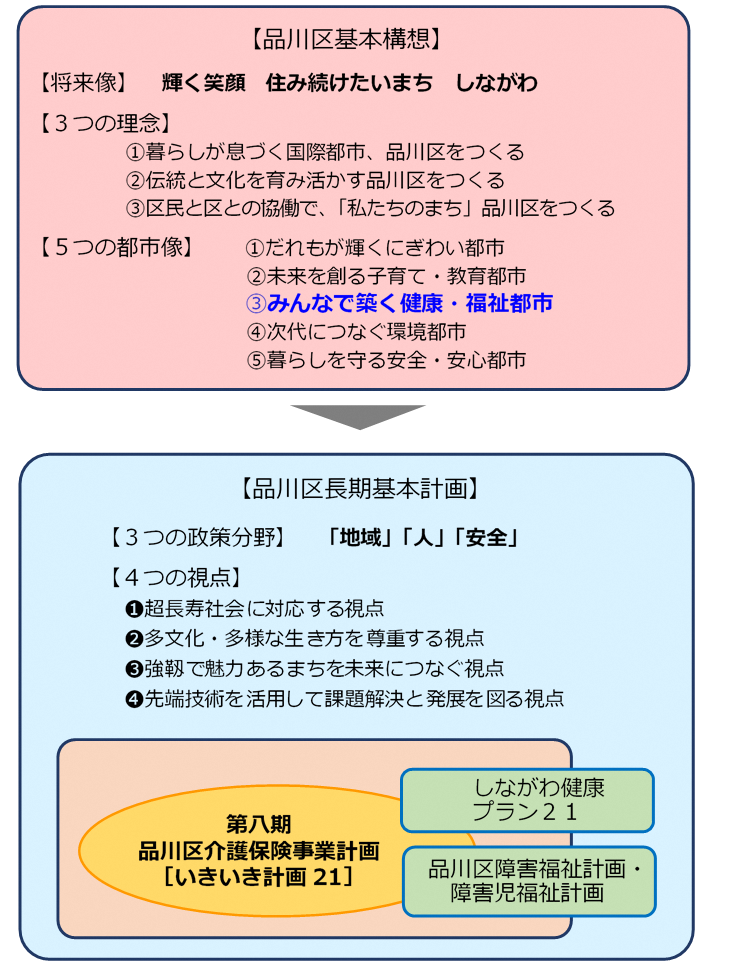 【品川区基本構想】
【将来像】　輝く笑顔　住み続けたいまち　しながわ
【３つの理念】
①暮らしが息づく国際都市、品川区をつくる
②伝統と文化を育み活かす品川区をつくる
③区民と区との協働で、「私たちのまち」品川区をつくる
【５つの都市像】　①だれもが輝くにぎわい都市
②未来を創る子育て・教育都市
③みんなで築く健康・福祉都市
④次代につなぐ環境都市
⑤暮らしを守る安全・安心都市
【品川区長期基本計画】
【３つの政策分野】　「地域」「人」「安全」
【４つの視点】
❶超長寿社会に対応する視点
❷多文化・多様な生き方を尊重する視点
❸強靱で魅力あるまちを未来につなぐ視点
❹先端技術を活用して課題解決と発展を図る視点
第八期
品川区介護保険事業計画
［いきいき計画 21］
しながわ健康
プラン２１
品川区障害福祉計画・
障害児福祉計画